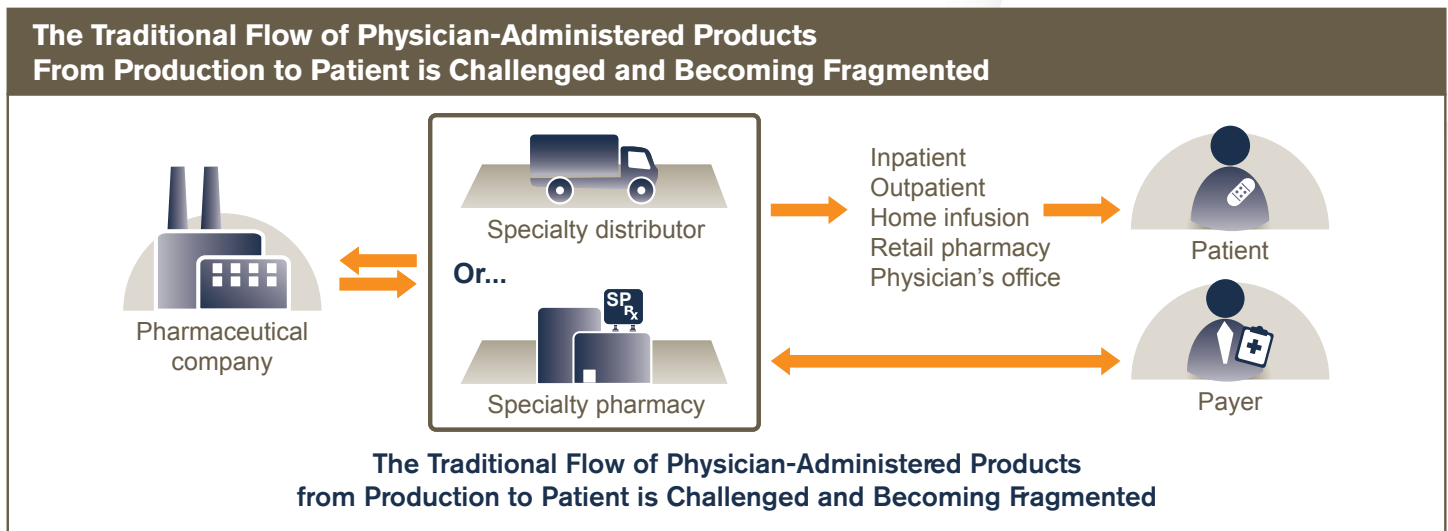 The Traditional Flow of Physician-Administered Products
From Production to Patient is Challenged and Becoming Fragmented
Pharmaceutical
company
Specialty distributor
Or...
SP
Rx
Specialty pharmacy
Inpatient
Outpatient
Home infusion
Retail pharmacy
Physician's office
Patient
Payer
The Traditional Flow of Physician-Administered Products
from Production to Patient is Challenged and Becoming Fragmented